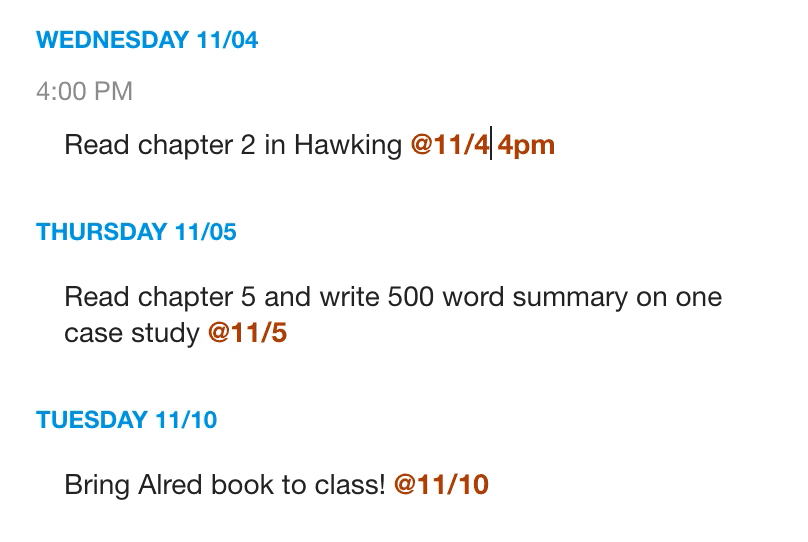 WEDNESDAY 11/04
4:00 PM
Read chapter 2 in Hawking @11/4 4pm
THURSDAY 11/05
Read chapter 5 and write 500 word summary on one
case study @11/5
TUESDAY 11/10
Bring Alred book to class! @11/10